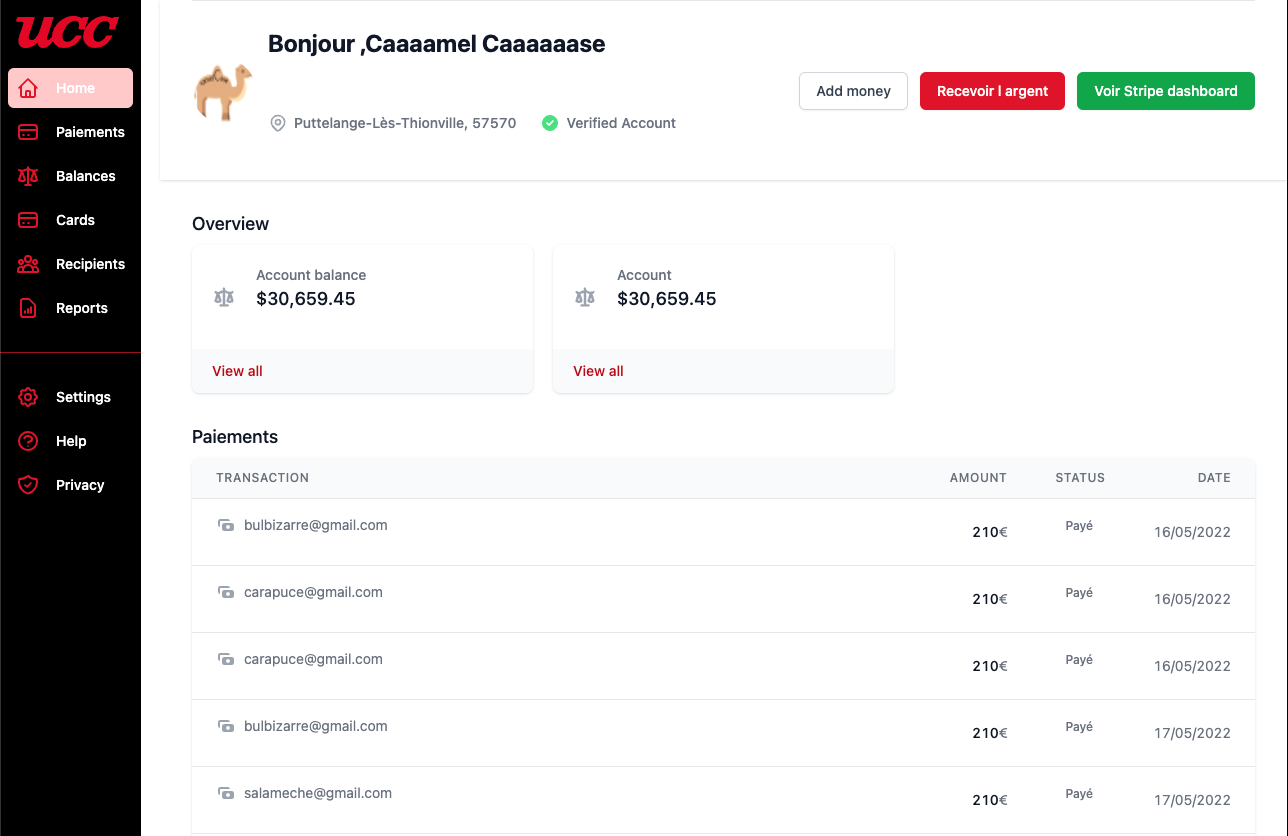 UCC
Home
Paiements
Balances
Cards
Recipients
Reports
Settings
Help
Privacy
Bonjour ,Caaaamel Caaaaaase
Puttelange-Lès-Thionville, 57570 Verified Account
Add money Recevoir l argent Voir Stripe dashboard
Overview
Account balance
$30,659.45
View all
Account
$30,659.45
View all
Paiements
TRANSACTION AMOUNT STATUS DATE
bulbizarre@gmail.com 210€ Payé 16/05/2022
carapuce@gmail.com 210€ Payé 16/05/2022
carapuce@gmail.com 210€ Payé 16/05/2022
bulbizarre@gmail.com 210€ Payé 17/05/2022
salameche@gmail.com 210€ Payé 17/05/2022